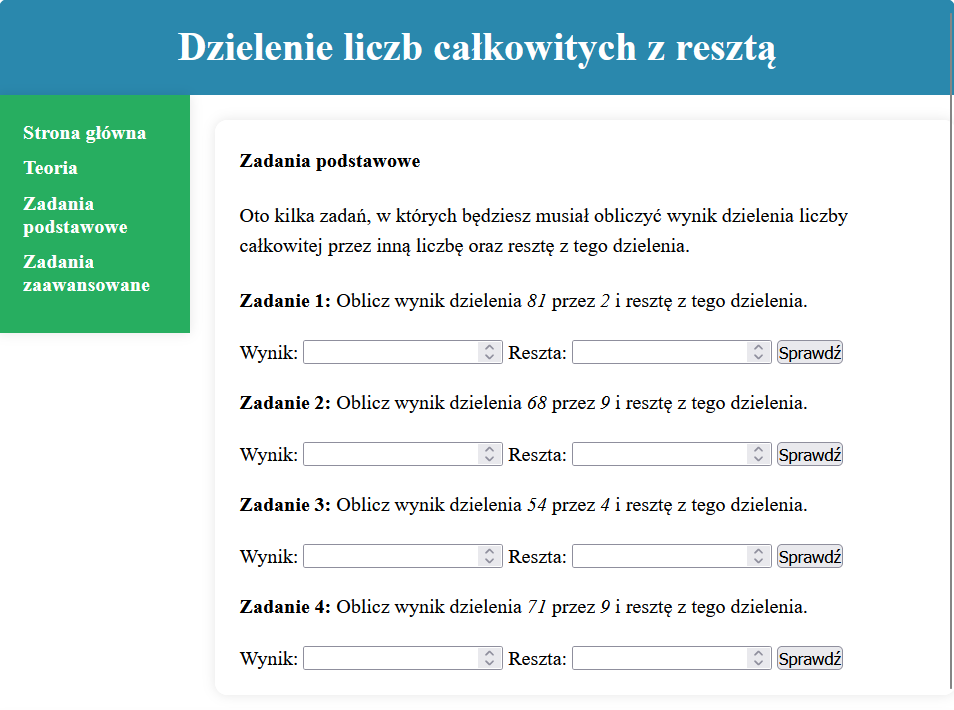 Dzielenie liczb całkowitych z resztą
Strona główna
Teoria
Zadania
podstawowe
Zadania
zaawansowane
Zadania podstawowe
Oto kilka zadań, w których będziesz musiał obliczyć wynik dzielenia liczby
całkowitej przez inną liczbę oraz resztę z tego dzielenia.
Zadanie 1: Oblicz wynik dzielenia 81 przez 2 i resztę z tego dzielenia.
Wynik: Reszta: Sprawdź
Zadanie 2: Oblicz wynik dzielenia 68 przez 9 i resztę z tego dzielenia.
Wynik: Reszta: Sprawdź
Zadanie 3: Oblicz wynik dzielenia 54 przez 4 i resztę z tego dzielenia.
Wynik: Reszta: Sprawdź
Zadanie 4: Oblicz wynik dzielenia 71 przez 9 i resztę z tego dzielenia.
Wynik: Reszta: Sprawdź